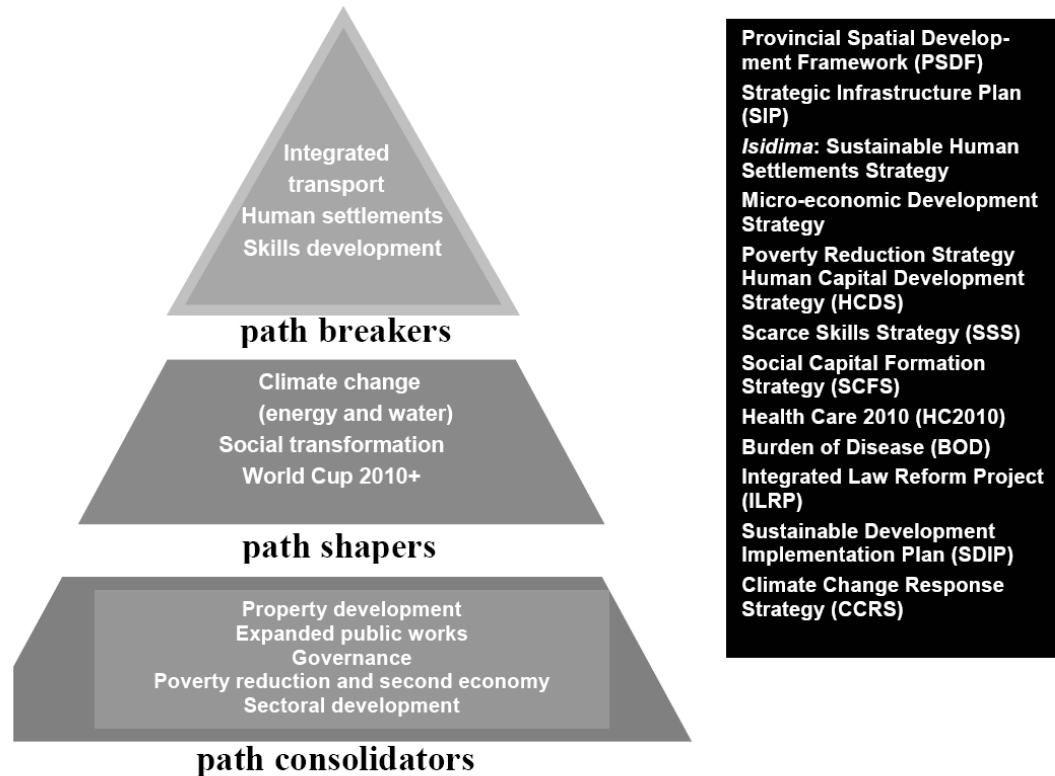 Integrated
transport
Human settlements
Skills development
path breakers
Climate change
(energy and water)
Social transformation
World Cup 2010+
path shapers
Property development
Expanded public works
Governance
Poverty reduction and second economy
Sectoral development
path consolidators
Provincial Spatial Develop-
ment Framework (PSDF)
Strategic Infrastructure Plan
(SIP)
Isidima: Sustainable Human
Settlements Strategy
Micro-economic Development
Strategy
Poverty Reduction Strategy
Human Capital Development
Strategy (HCDS)
Scarce Skills Strategy (SSS)
Social Capital Formation
Strategy (SCFS)
Health Care 2010 (HC2010)
Burden of Disease (BOD)
Integrated Law Reform Project
(ILRP)
Sustainable Development
Implementation Plan (SDIP)
Climate Change Response
Strategy (CCRS)